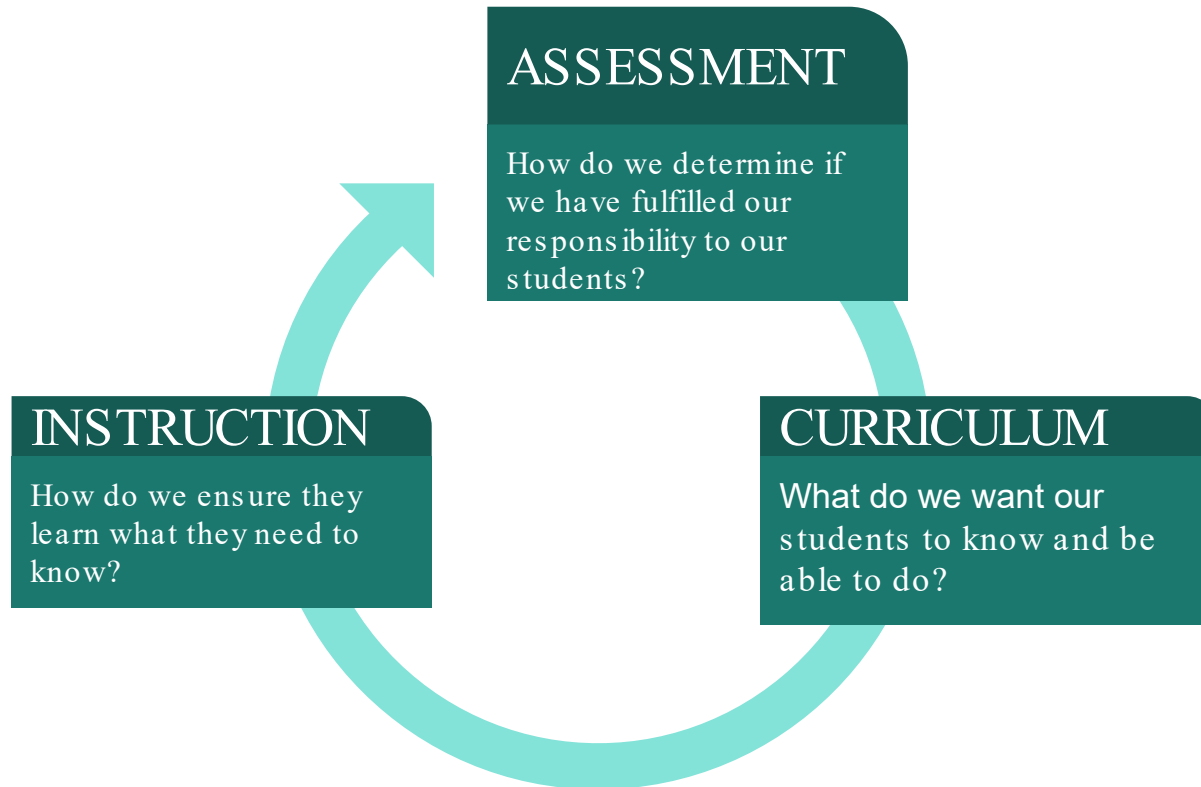 ASSESSMENT
How do we determine if
we have fulfilled our
responsibility to our
students?
INSTRUCTION
How do we ensure they
learn what they need to
know?
CURRICULUM
What do we want our
students to know and be
able to do?